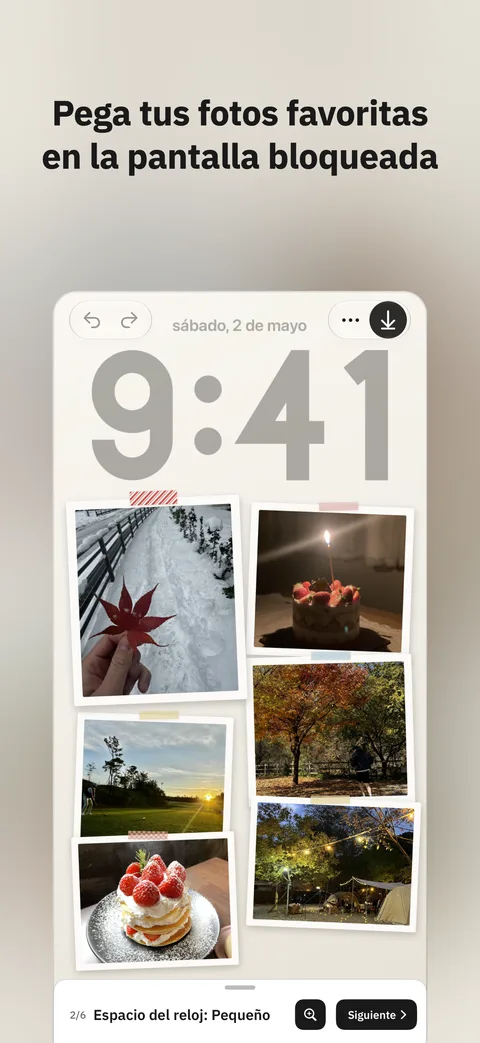 Pega tus fotos favoritas
en la pantalla bloqueada
sábado, 2 de mayo
9:41
2/6 Espacio del reloj: Pequeño
Siguiente